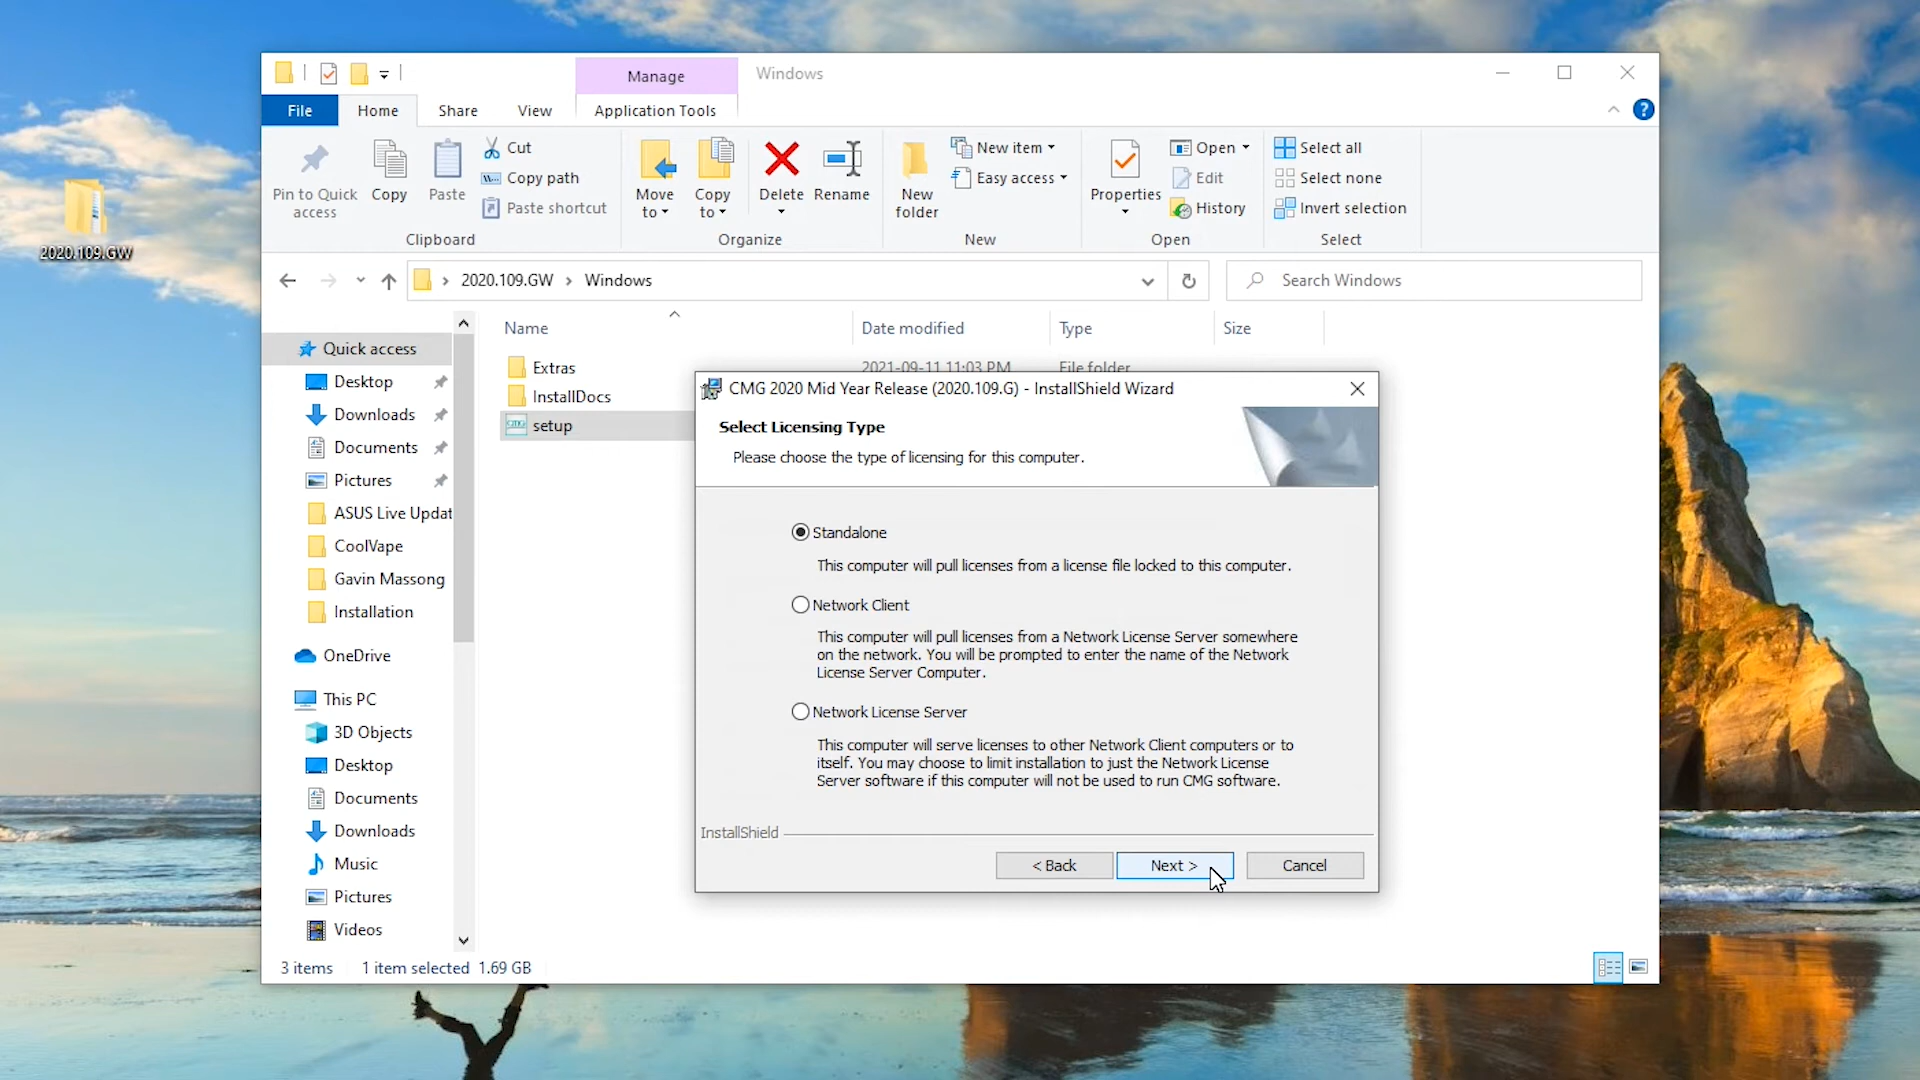 Manage
Windows
File
Home
Share
View
Application Tools
Pin to Quick access
Copy
Paste
Cut
Copy path
Paste shortcut
Clipboard
Move to
Copy to
Delete
Rename
Organize
New folder
New item
Easy access
New
Properties
Open
Edit
History
Open
Select all
Select none
Invert selection
Select
2020.109.GW
2020.109.GW > Windows
Search Windows
Name
Date modified
Type
Size
Quick access
Desktop
Downloads
Documents
Pictures
ASUS Live Updat
CoolVape
Gavin Massong
Installation
OneDrive
This PC
3D Objects
Desktop
Documents
Downloads
Music
Pictures
Videos
Extras
2021-09-11 11:03 PM
File folder
InstallDocs
setup
CMG 2020 Mid Year Release (2020.109.G) - InstallShield Wizard
Select Licensing Type
Please choose the type of licensing for this computer.
Standalone
This computer will pull licenses from a license file locked to this computer.
Network Client
This computer will pull licenses from a Network License Server somewhere
on the network. You will be prompted to enter the name of the Network
License Server Computer.
Network License Server
This computer will serve licenses to other Network Client computers or to
itself. You may choose to limit installation to just the Network License
Server software if this computer will not be used to run CMG software.
InstallShield
< Back
Next >
Cancel
3 items
1 item selected 1.69 GB